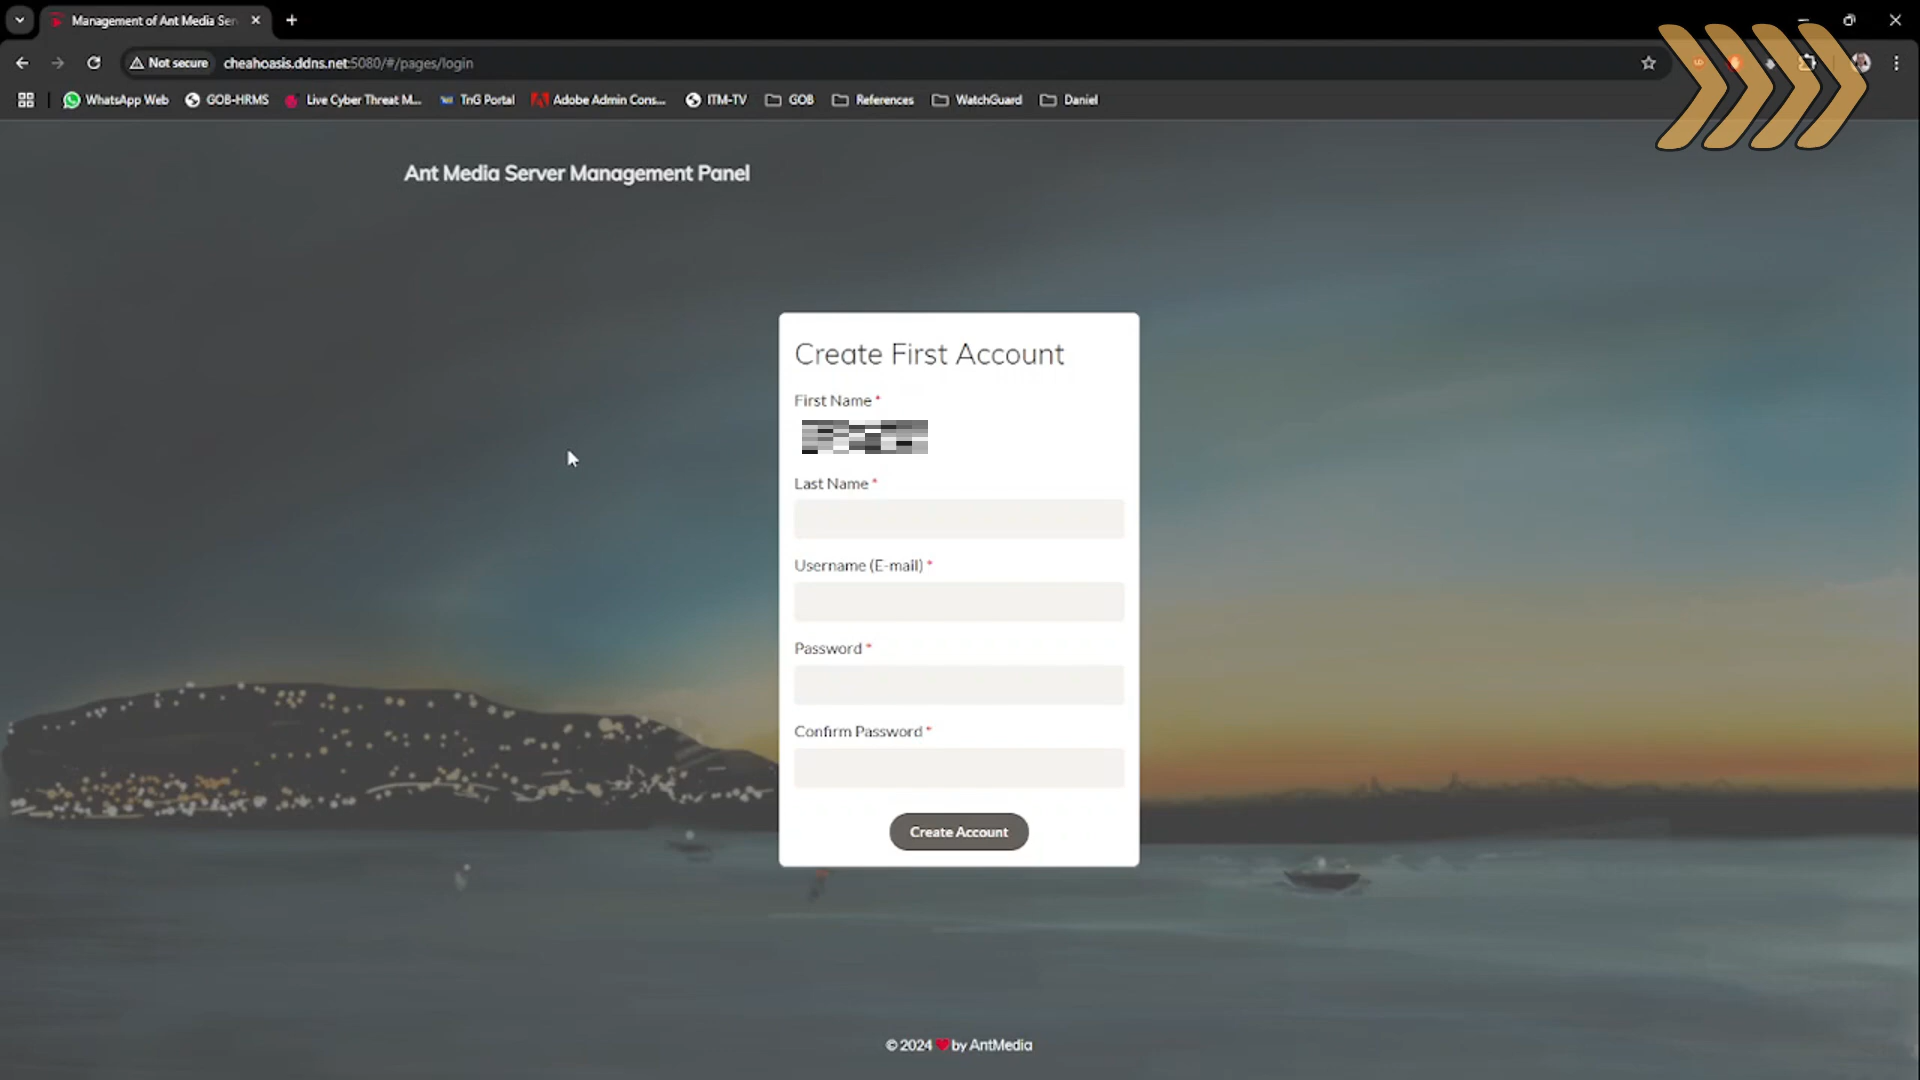 Management of Ant Media Ser
Not secure
cheahoasis.ddns.net:5080/#/pages/login
WhatsApp Web
GOB-HRMS
Live Cyber Threat M...
TnG Portal
Adobe Admin Cons...
ITM-TV
GOB
References
WatchGuard
Daniel
Ant Media Server Management Panel
Create First Account
First Name *
Last Name *
Username (E-mail) *
Password *
Confirm Password *
Create Account
© 2024 ❤ by AntMedia